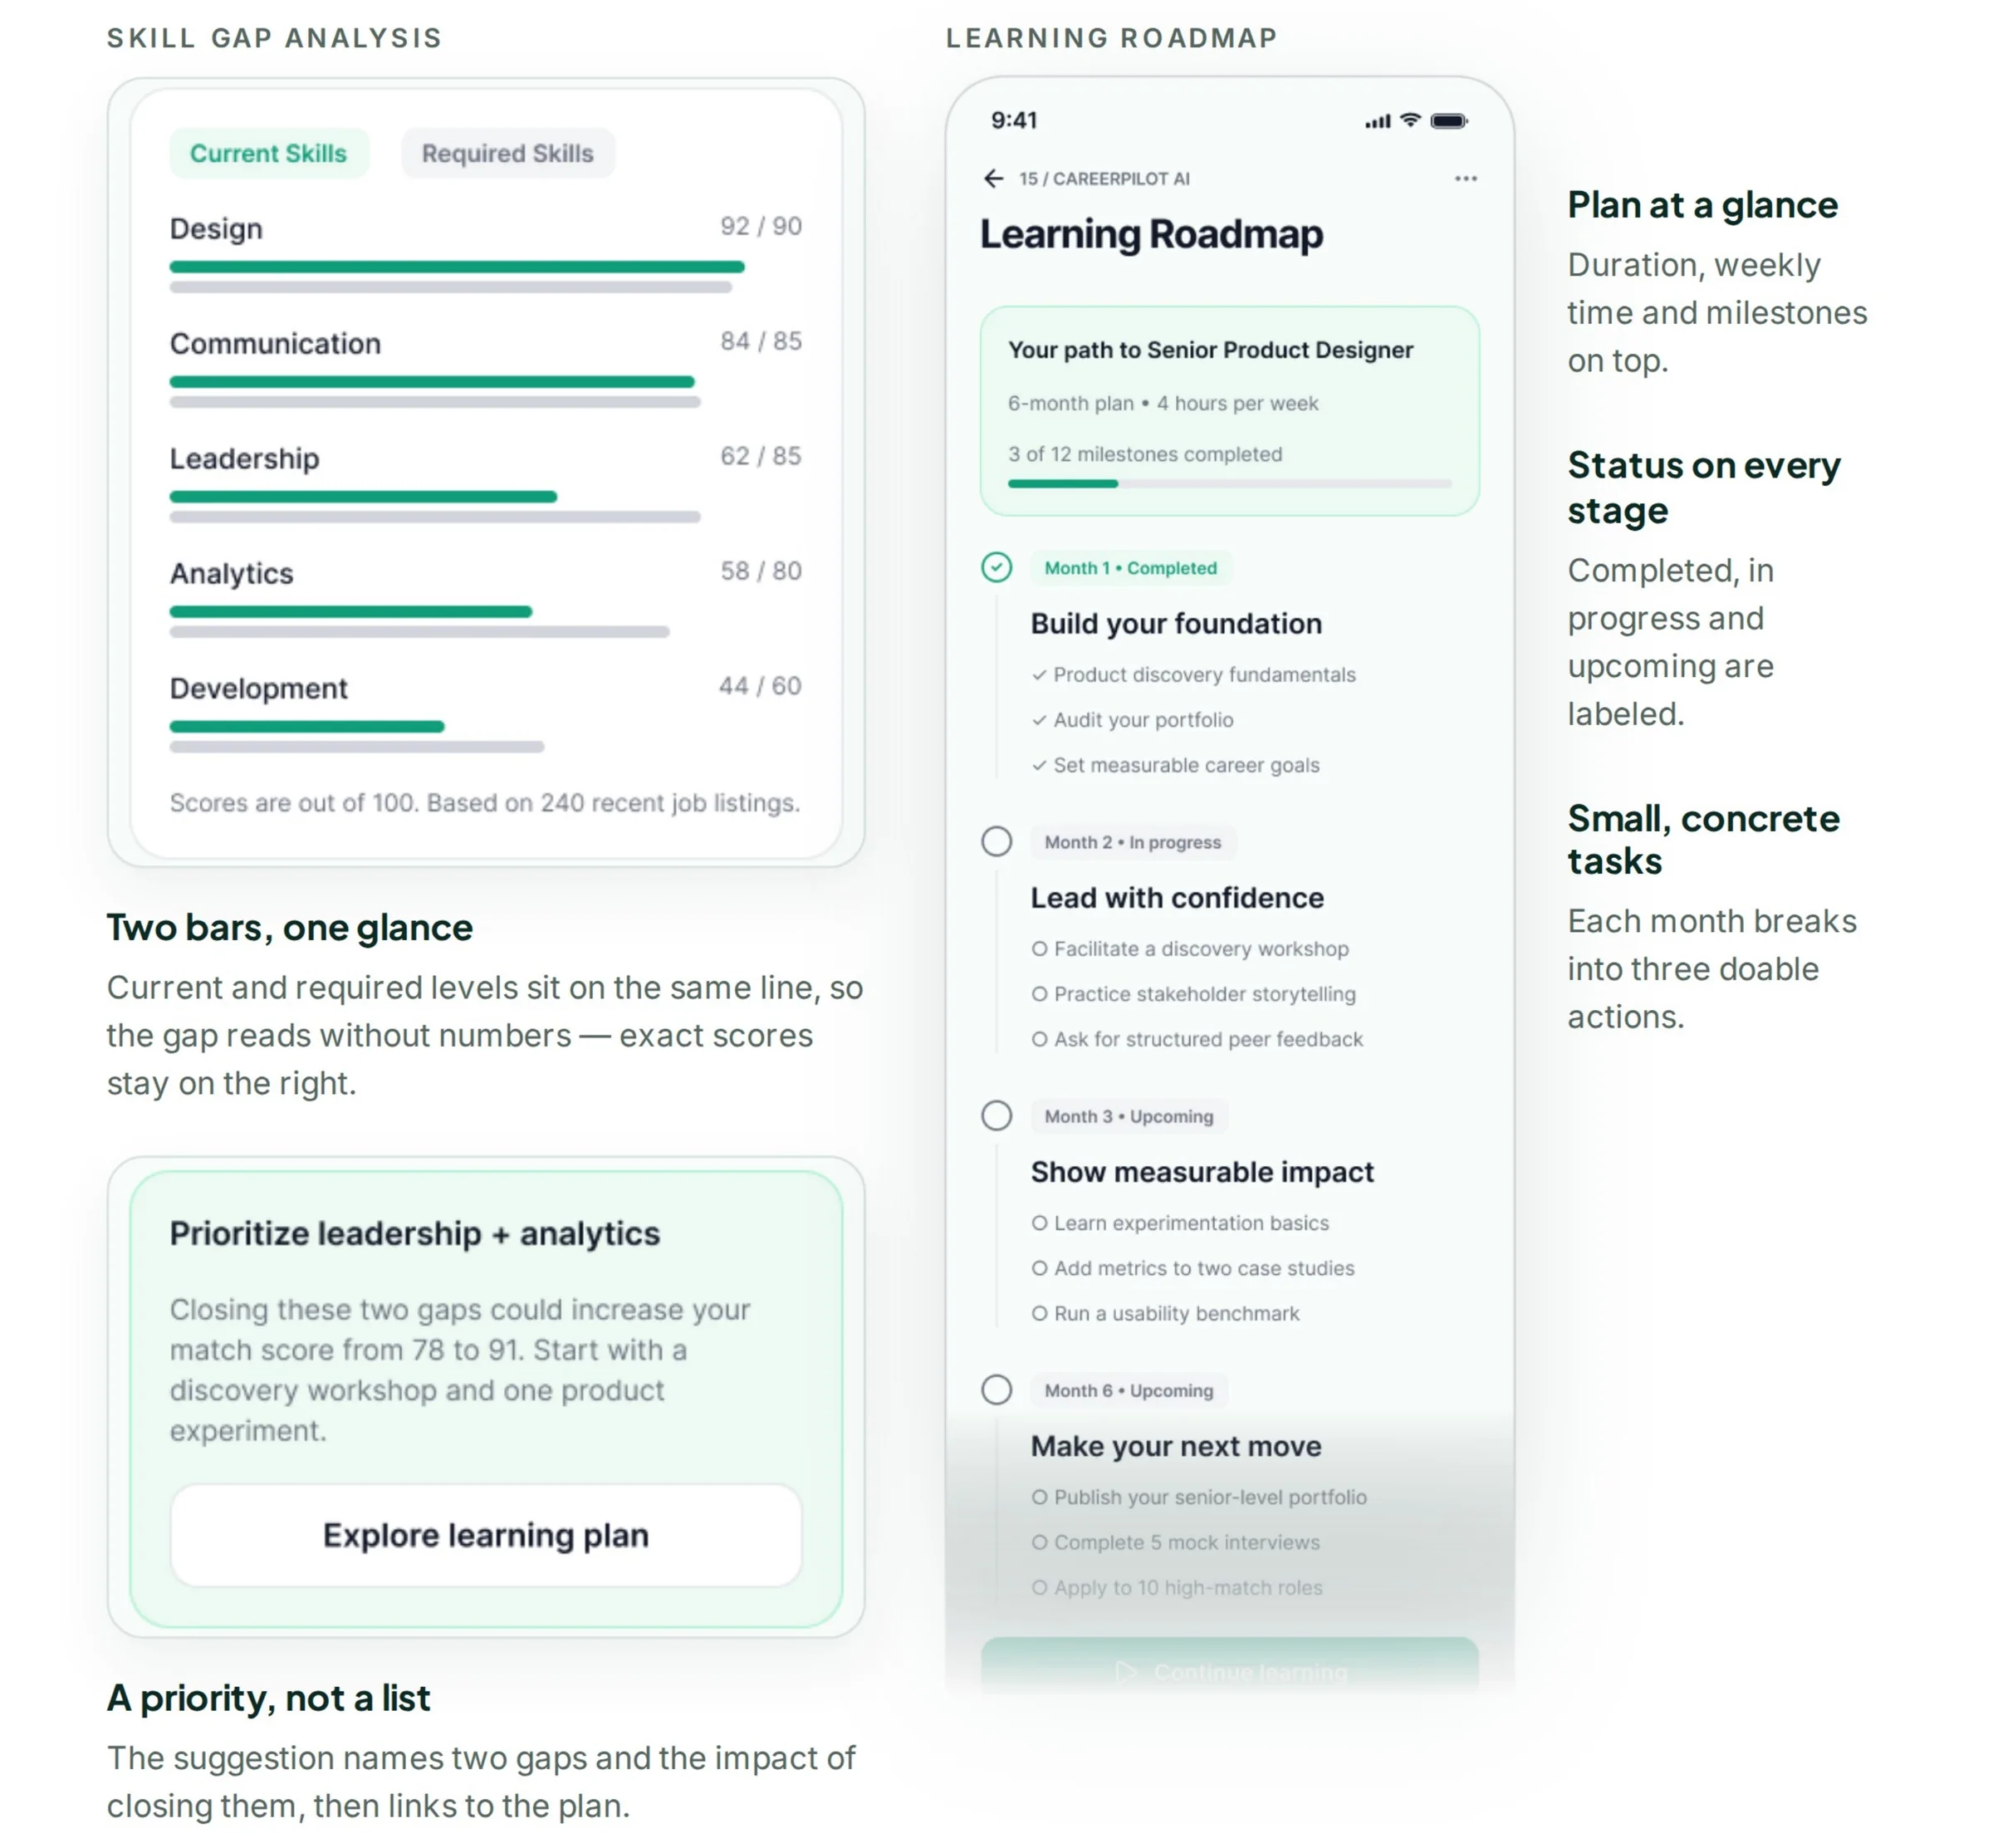 SKILL GAP ANALYSIS
Current Skills
Required Skills
Design
92 / 90
Communication
84 / 85
Leadership
62 / 85
Analytics
58 / 80
Development
44 / 60
Scores are out of 100. Based on 240 recent job listings.
Two bars, one glance
Current and required levels sit on the same line, so
the gap reads without numbers — exact scores
stay on the right.
Prioritize leadership + analytics
Closing these two gaps could increase your
match score from 78 to 91. Start with a
discovery workshop and one product
experiment.
Explore learning plan
A priority, not a list
The suggestion names two gaps and the impact of
closing them, then links to the plan.
LEARNING ROADMAP
9:41
15 / CAREERPILOT AI
Learning Roadmap
Your path to Senior Product Designer
6-month plan • 4 hours per week
3 of 12 milestones completed
Month 1 • Completed
Build your foundation
Product discovery fundamentals
Audit your portfolio
Set measurable career goals
Month 2 • In progress
Lead with confidence
Facilitate a discovery workshop
Practice stakeholder storytelling
Ask for structured peer feedback
Month 3 • Upcoming
Show measurable impact
Learn experimentation basics
Add metrics to two case studies
Run a usability benchmark
Month 6 • Upcoming
Make your next move
Publish your senior-level portfolio
Complete 5 mock interviews
Apply to 10 high-match roles
Continue learning
Plan at a glance
Duration, weekly
time and milestones
on top.
Status on every
stage
Completed, in
progress and
upcoming are
labeled.
Small, concrete
tasks
Each month breaks
into three doable
actions.